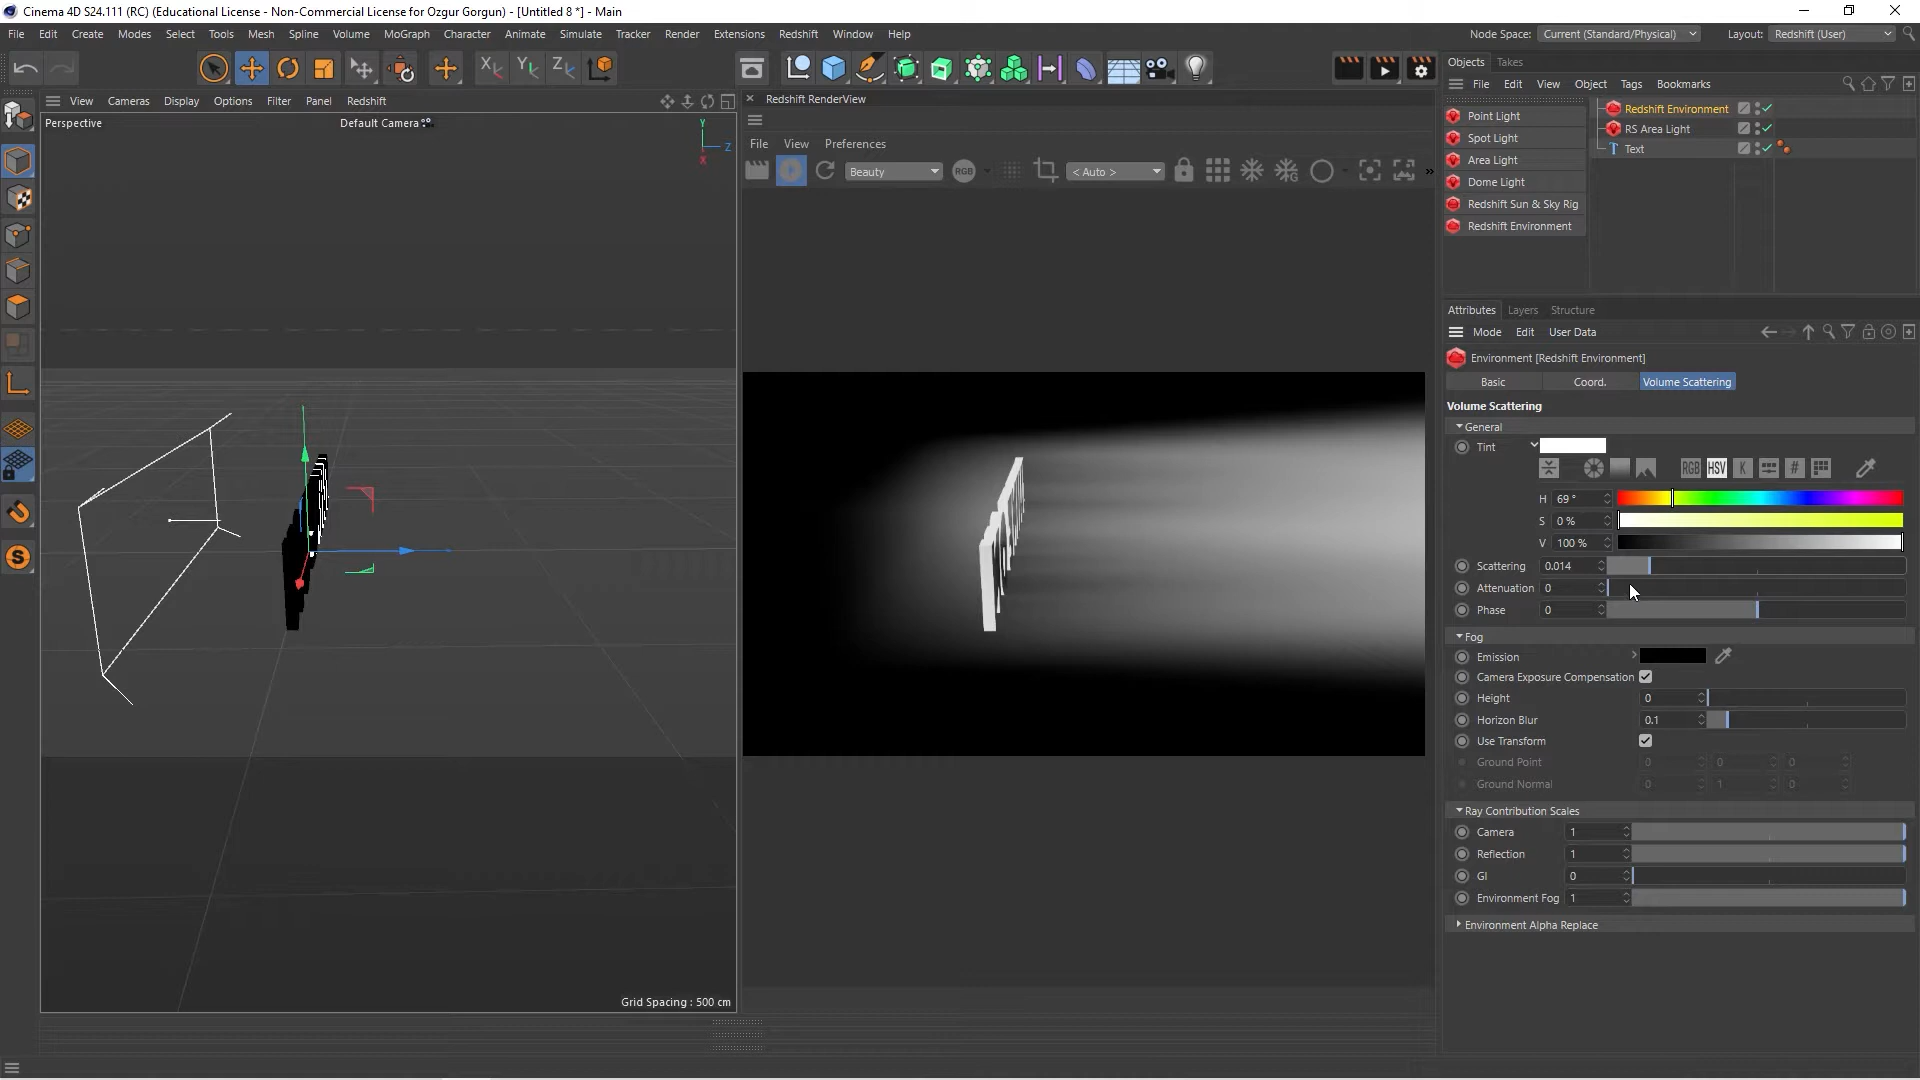 Cinema 4D S24.111 (RC) (Educational License - Non-Commercial License for Ozgur Gorgun) - [Untitled 8 *] - Main
File Edit Create Modes Select Tools Mesh Spline Volume MoGraph Character Animate Simulate Tracker Render Extensions Redshift Window Help
Node Space: Current (Standard/Physical) Layout: Redshift (User)
X Y Z
Objects Takes
File Edit View Object Tags Bookmarks
View Cameras Display Options Filter Panel Redshift
Redshift RenderView
Perspective
Default Camera
Y
Z
X
File View Preferences
Beauty
RGB
< Auto >
»
Point Light
Spot Light
Area Light
Dome Light
Redshift Sun & Sky Rig
Redshift Environment
Redshift Environment
RS Area Light
Text
Attributes Layers Structure
Mode Edit User Data
Environment [Redshift Environment]
Basic Coord. Volume Scattering
Volume Scattering
General
Tint
RGB HSV K #
H 69 °
S 0 %
V 100 %
Scattering 0.014
Attenuation 0
Phase 0
Fog
Emission
Camera Exposure Compensation
Height 0
Horizon Blur 0.1
Use Transform
Ground Point 0 0 0
Ground Normal 0 1 0
Ray Contribution Scales
Camera 1
Reflection 1
GI 0
Environment Fog 1
Environment Alpha Replace
Grid Spacing : 500 cm